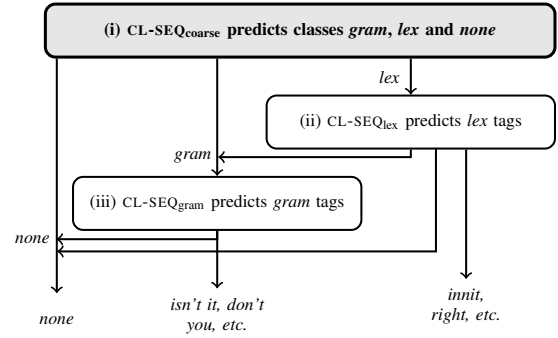 (i) CL-SEQcoarse predicts classes gram, lex and none
lex
(ii) CL-SEQlex predicts lex tags
gram
(iii) CL-SEQgram predicts gram tags
none
isn't it, don't
you, etc.
innit,
right, etc.
none